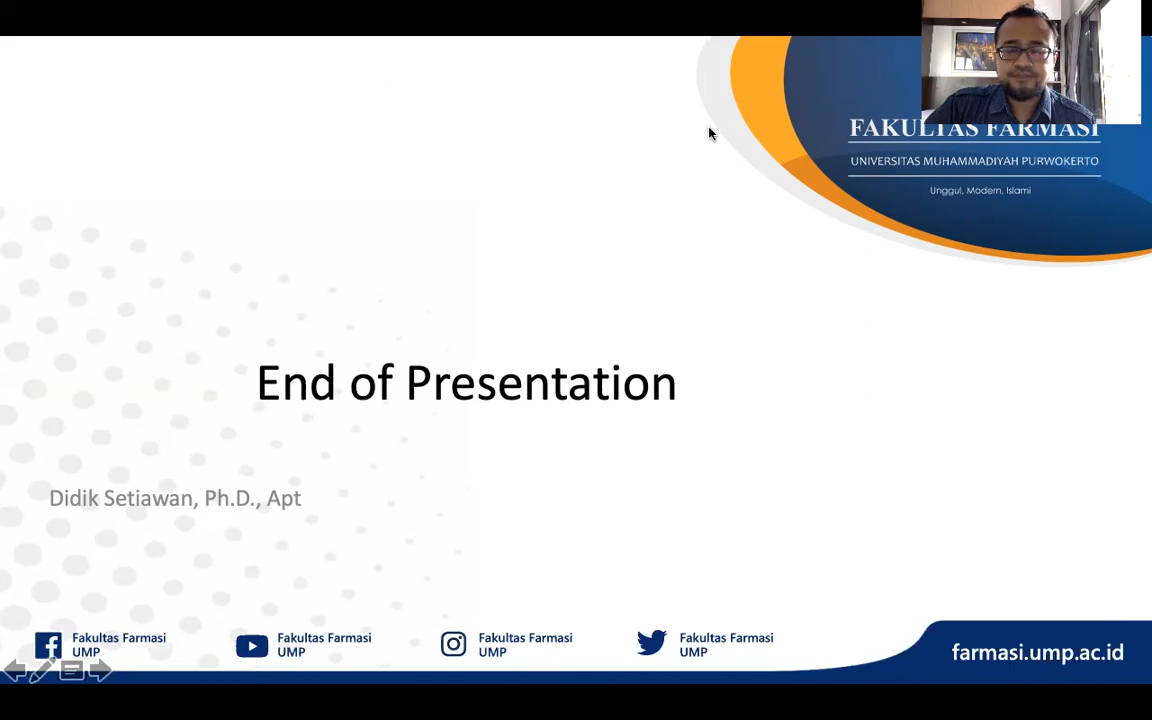 FAKULTAS FARMASI
UNIVERSITAS MUHAMMADIYAH PURWOKERTO
Unggul, Modern, Islami
End of Presentation
Didik Setiawan, Ph.D., Apt
Fakultas Farmasi
UMP
Fakultas Farmasi
UMP
Fakultas Farmasi
UMP
Fakultas Farmasi
UMP
farmasi.ump.ac.id